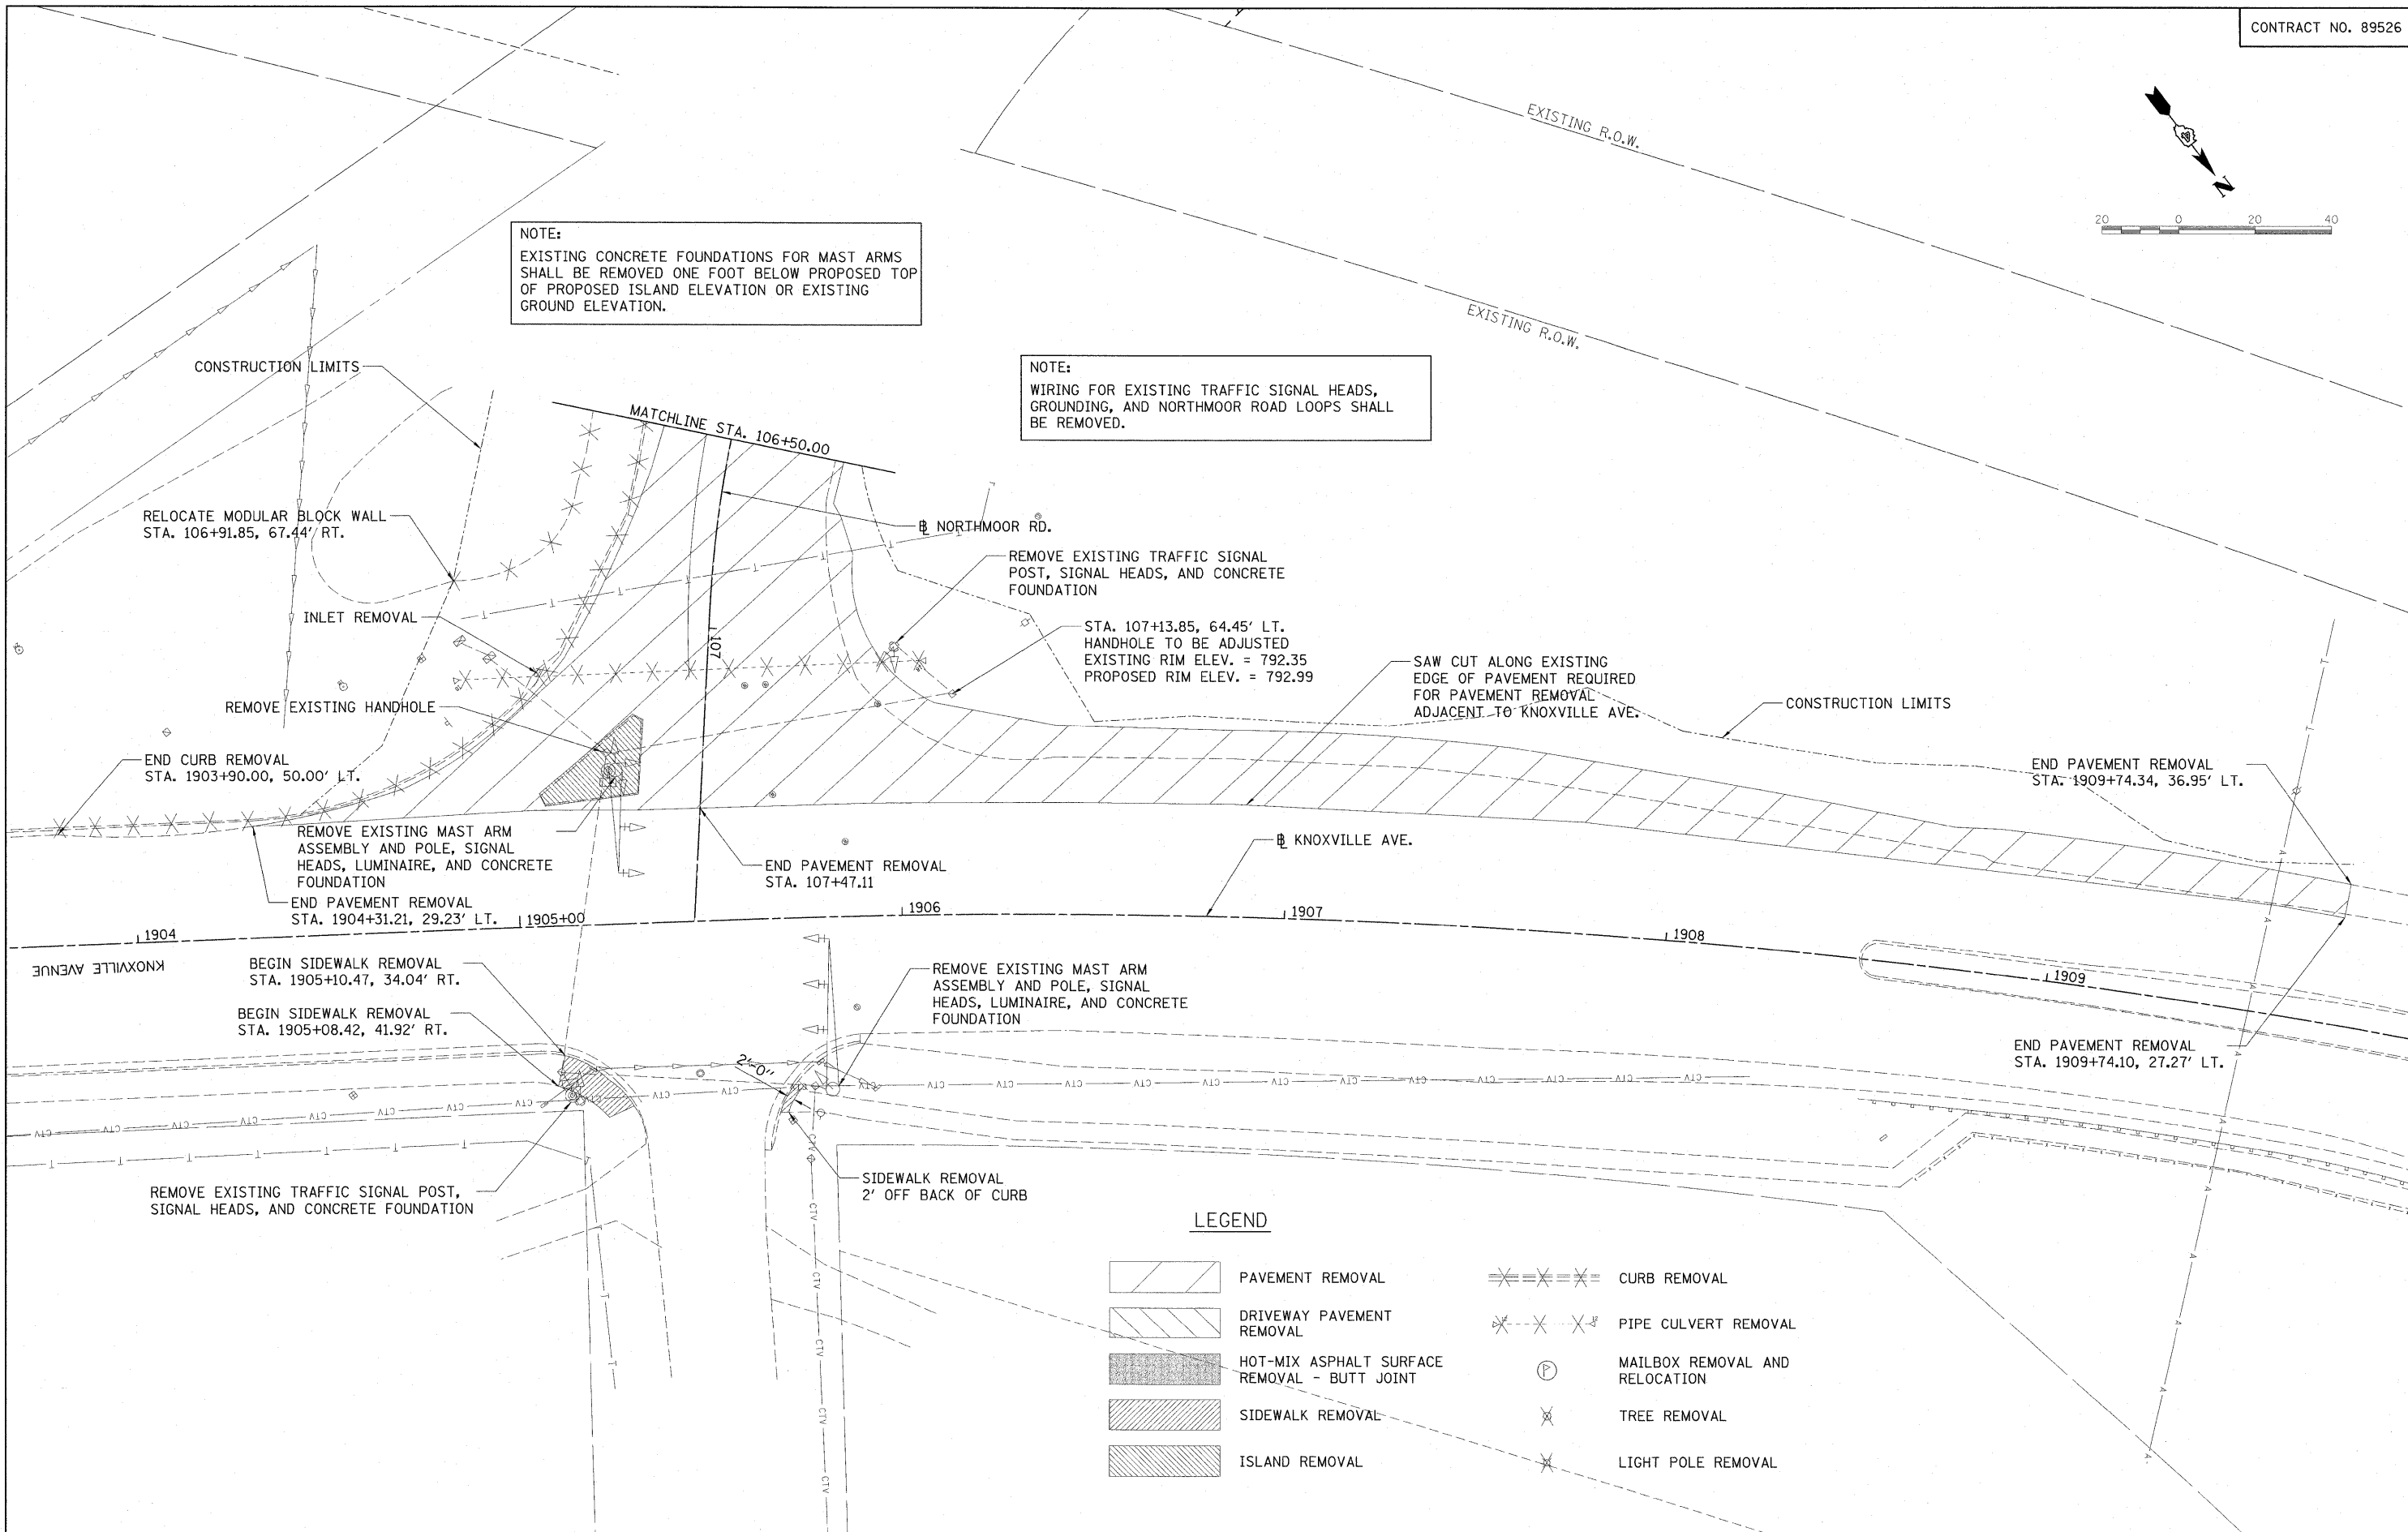 CONTRACT NO. 89526
EXISTING R.O.W.
N
20 0 20 40
NOTE:
EXISTING CONCRETE FOUNDATIONS FOR MAST ARMS
SHALL BE REMOVED ONE FOOT BELOW PROPOSED TOP
OF PROPOSED ISLAND ELEVATION OR EXISTING
GROUND ELEVATION.
EXISTING R.O.W.
CONSTRUCTION LIMITS
NOTE:
WIRING FOR EXISTING TRAFFIC SIGNAL HEADS,
GROUNDING, AND NORTHMOOR ROAD LOOPS SHALL
BE REMOVED.
MATCHLINE STA. 106+50.00
RELOCATE MODULAR BLOCK WALL
STA. 106+91.85, 67.44' RT.
℄ NORTHMOOR RD.
REMOVE EXISTING TRAFFIC SIGNAL
POST, SIGNAL HEADS, AND CONCRETE
FOUNDATION
INLET REMOVAL
107
STA. 107+13.85, 64.45' LT.
HANDHOLE TO BE ADJUSTED
EXISTING RIM ELEV. = 792.35
PROPOSED RIM ELEV. = 792.99
SAW CUT ALONG EXISTING
EDGE OF PAVEMENT REQUIRED
FOR PAVEMENT REMOVAL
ADJACENT TO KNOXVILLE AVE.
CONSTRUCTION LIMITS
REMOVE EXISTING HANDHOLE
END CURB REMOVAL
STA. 1903+90.00, 50.00' LT.
END PAVEMENT REMOVAL
STA. 1909+74.34, 36.95' LT.
REMOVE EXISTING MAST ARM
ASSEMBLY AND POLE, SIGNAL
HEADS, LUMINAIRE, AND CONCRETE
FOUNDATION
END PAVEMENT REMOVAL
STA. 107+47.11
℄ KNOXVILLE AVE.
END PAVEMENT REMOVAL
STA. 1904+31.21, 29.23' LT.
1904
1905+00
1906
1907
1908
1909
KNOXVILLE AVENUE
BEGIN SIDEWALK REMOVAL
STA. 1905+10.47, 34.04' RT.
REMOVE EXISTING MAST ARM
ASSEMBLY AND POLE, SIGNAL
HEADS, LUMINAIRE, AND CONCRETE
FOUNDATION
BEGIN SIDEWALK REMOVAL
STA. 1905+08.42, 41.92' RT.
END PAVEMENT REMOVAL
STA. 1909+74.10, 27.27' LT.
2'-0"
CTV CTV CTV CTV CTV CTV CTV CTV CTV CTV CTV CTV
REMOVE EXISTING TRAFFIC SIGNAL POST,
SIGNAL HEADS, AND CONCRETE FOUNDATION
SIDEWALK REMOVAL
2' OFF BACK OF CURB
LEGEND
PAVEMENT REMOVAL
CURB REMOVAL
DRIVEWAY PAVEMENT
REMOVAL
PIPE CULVERT REMOVAL
HOT-MIX ASPHALT SURFACE
REMOVAL - BUTT JOINT
MAILBOX REMOVAL AND
RELOCATION
SIDEWALK REMOVAL
TREE REMOVAL
ISLAND REMOVAL
LIGHT POLE REMOVAL